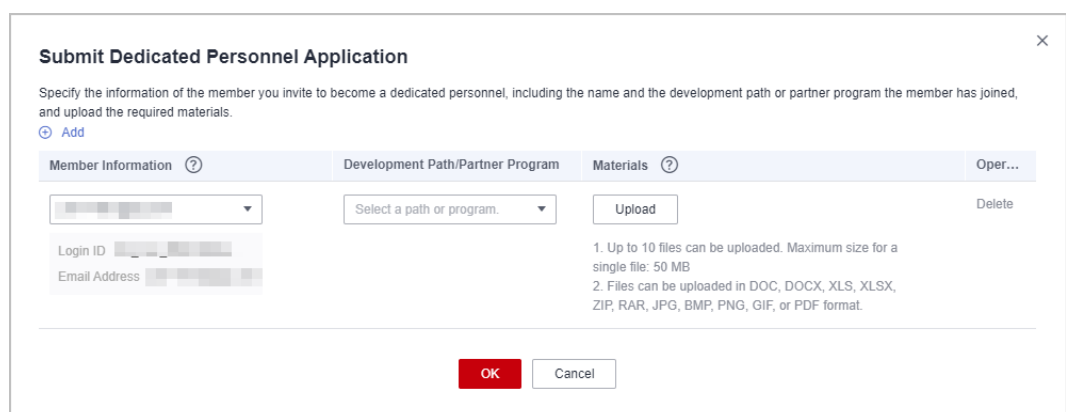 Submit Dedicated Personnel Application
Specify the information of the member you invite to become a dedicated personnel, including the name and the development path or partner program the member has joined,
and upload the required materials.
Add
Member Information ? Development Path/Partner Program Materials ? Oper...
Select a path or program. Upload Delete
Login ID
Email Address
1. Up to 10 files can be uploaded. Maximum size for a
single file: 50 MB
2. Files can be uploaded in DOC, DOCX, XLS, XLSX,
ZIP, RAR, JPG, BMP, PNG, GIF, or PDF format.
OK Cancel